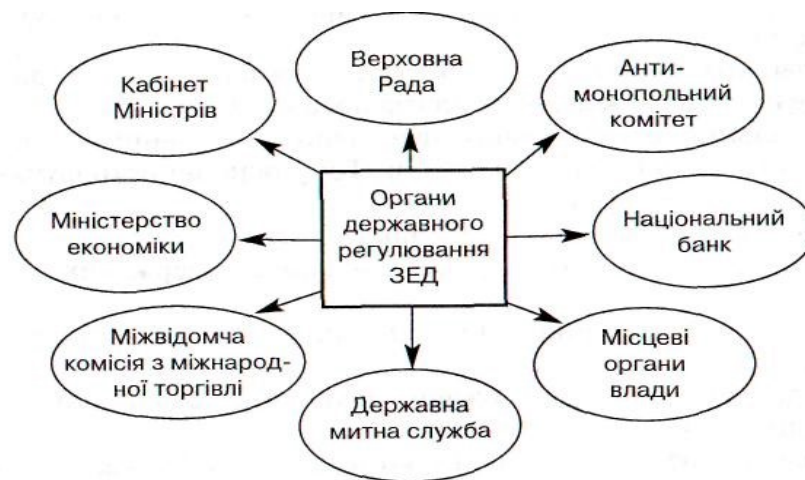 Кабінет
Міністрів
Верховна
Рада
Анти-
монопольний
комітет
Міністерство
економіки
Органи
державного
регулювання
ЗЕД
Національний
банк
Міжвідомча
комісія з міжнарод-
ної торгівлі
Державна
митна служба
Місцеві
органи
влади